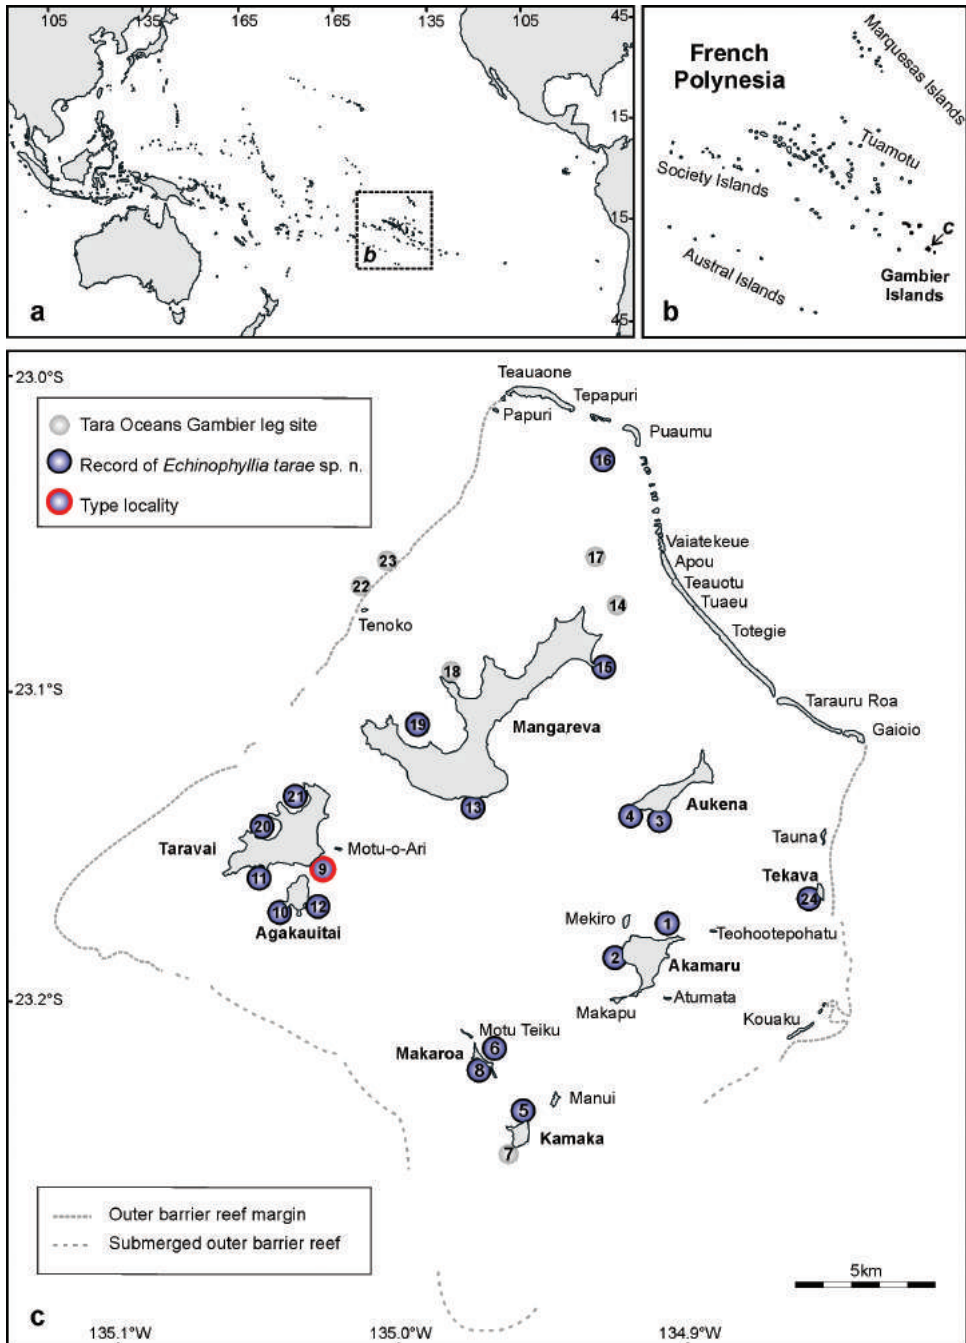 105 135 165 165 135 105 75 45
15
15
45
b
a
French
Polynesia
Marquesas Islands
Tuamotu
Society Islands
Austral Islands
c
Gambier
Islands
b
23.0°S
23.1°S
23.2°S
Tara Oceans Gambier leg site
Record of Echinophyllia tarae sp. n.
Type locality
Teauaone
Tepapuri
Papuri
Puaumu
16
Vaiatekeue
Apou
Teauotu
Tuaeu
Totegie
Tarauru Roa
Gaioio
23
22
Tenoko
17
14
18
15
19
Mangareva
13
21
20
Taravai
Motu-o-Ari
11
9
10
12
Agakauitai
4
3
Aukena
Tauna
Tekava
24
Mekiro
1
Teohootepohatu
2
Akamaru
Makapu
Atumata
Kouaku
Motu Teiku
Makaroa
6
8
Manui
5
Kamaka
7
Outer barrier reef margin
Submerged outer barrier reef
5km
c
135.1°W
135.0°W
134.9°W